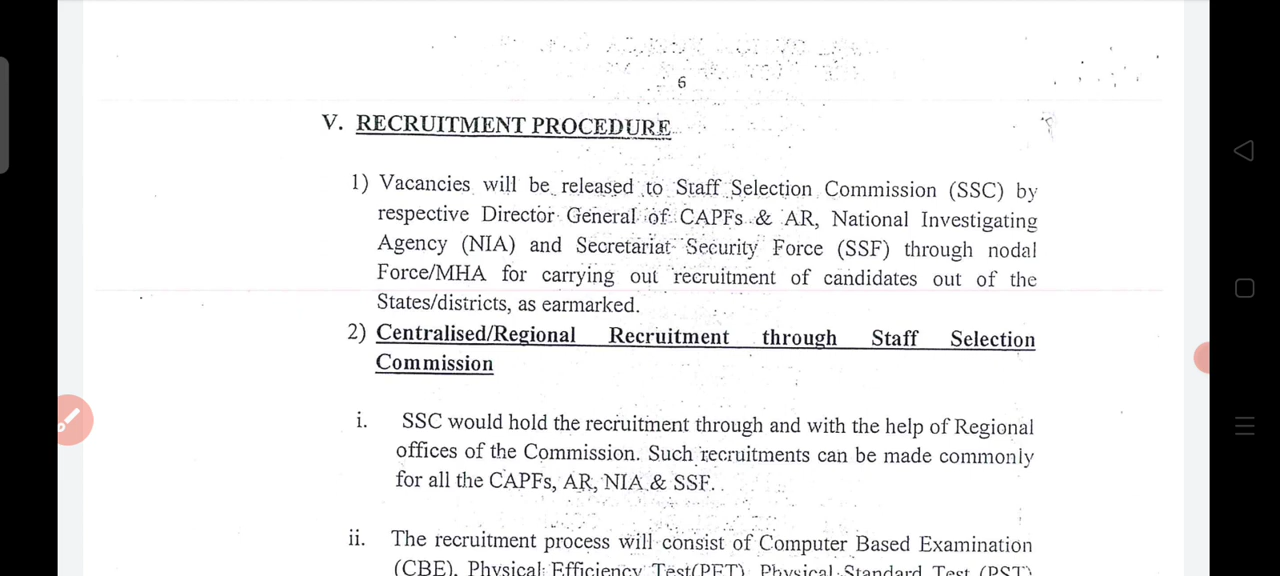 6
V. RECRUITMENT PROCEDURE
1) Vacancies will be released to Staff Selection Commission (SSC) by
respective Director General of CAPFs & AR, National Investigating
Agency (NIA) and Secretariat Security Force (SSF) through nodal
Force/MHA for carrying out recruitment of candidates out of the
States/districts, as earmarked.
2) Centralised/Regional Recruitment through Staff Selection
Commission
i. SSC would hold the recruitment through and with the help of Regional
offices of the Commission. Such recruitments can be made commonly
for all the CAPFs, AR, NIA & SSF.
ii. The recruitment process will consist of Computer Based Examination
(CBE), Physical Efficiency Test(PET), Physical Standard Test (PST)